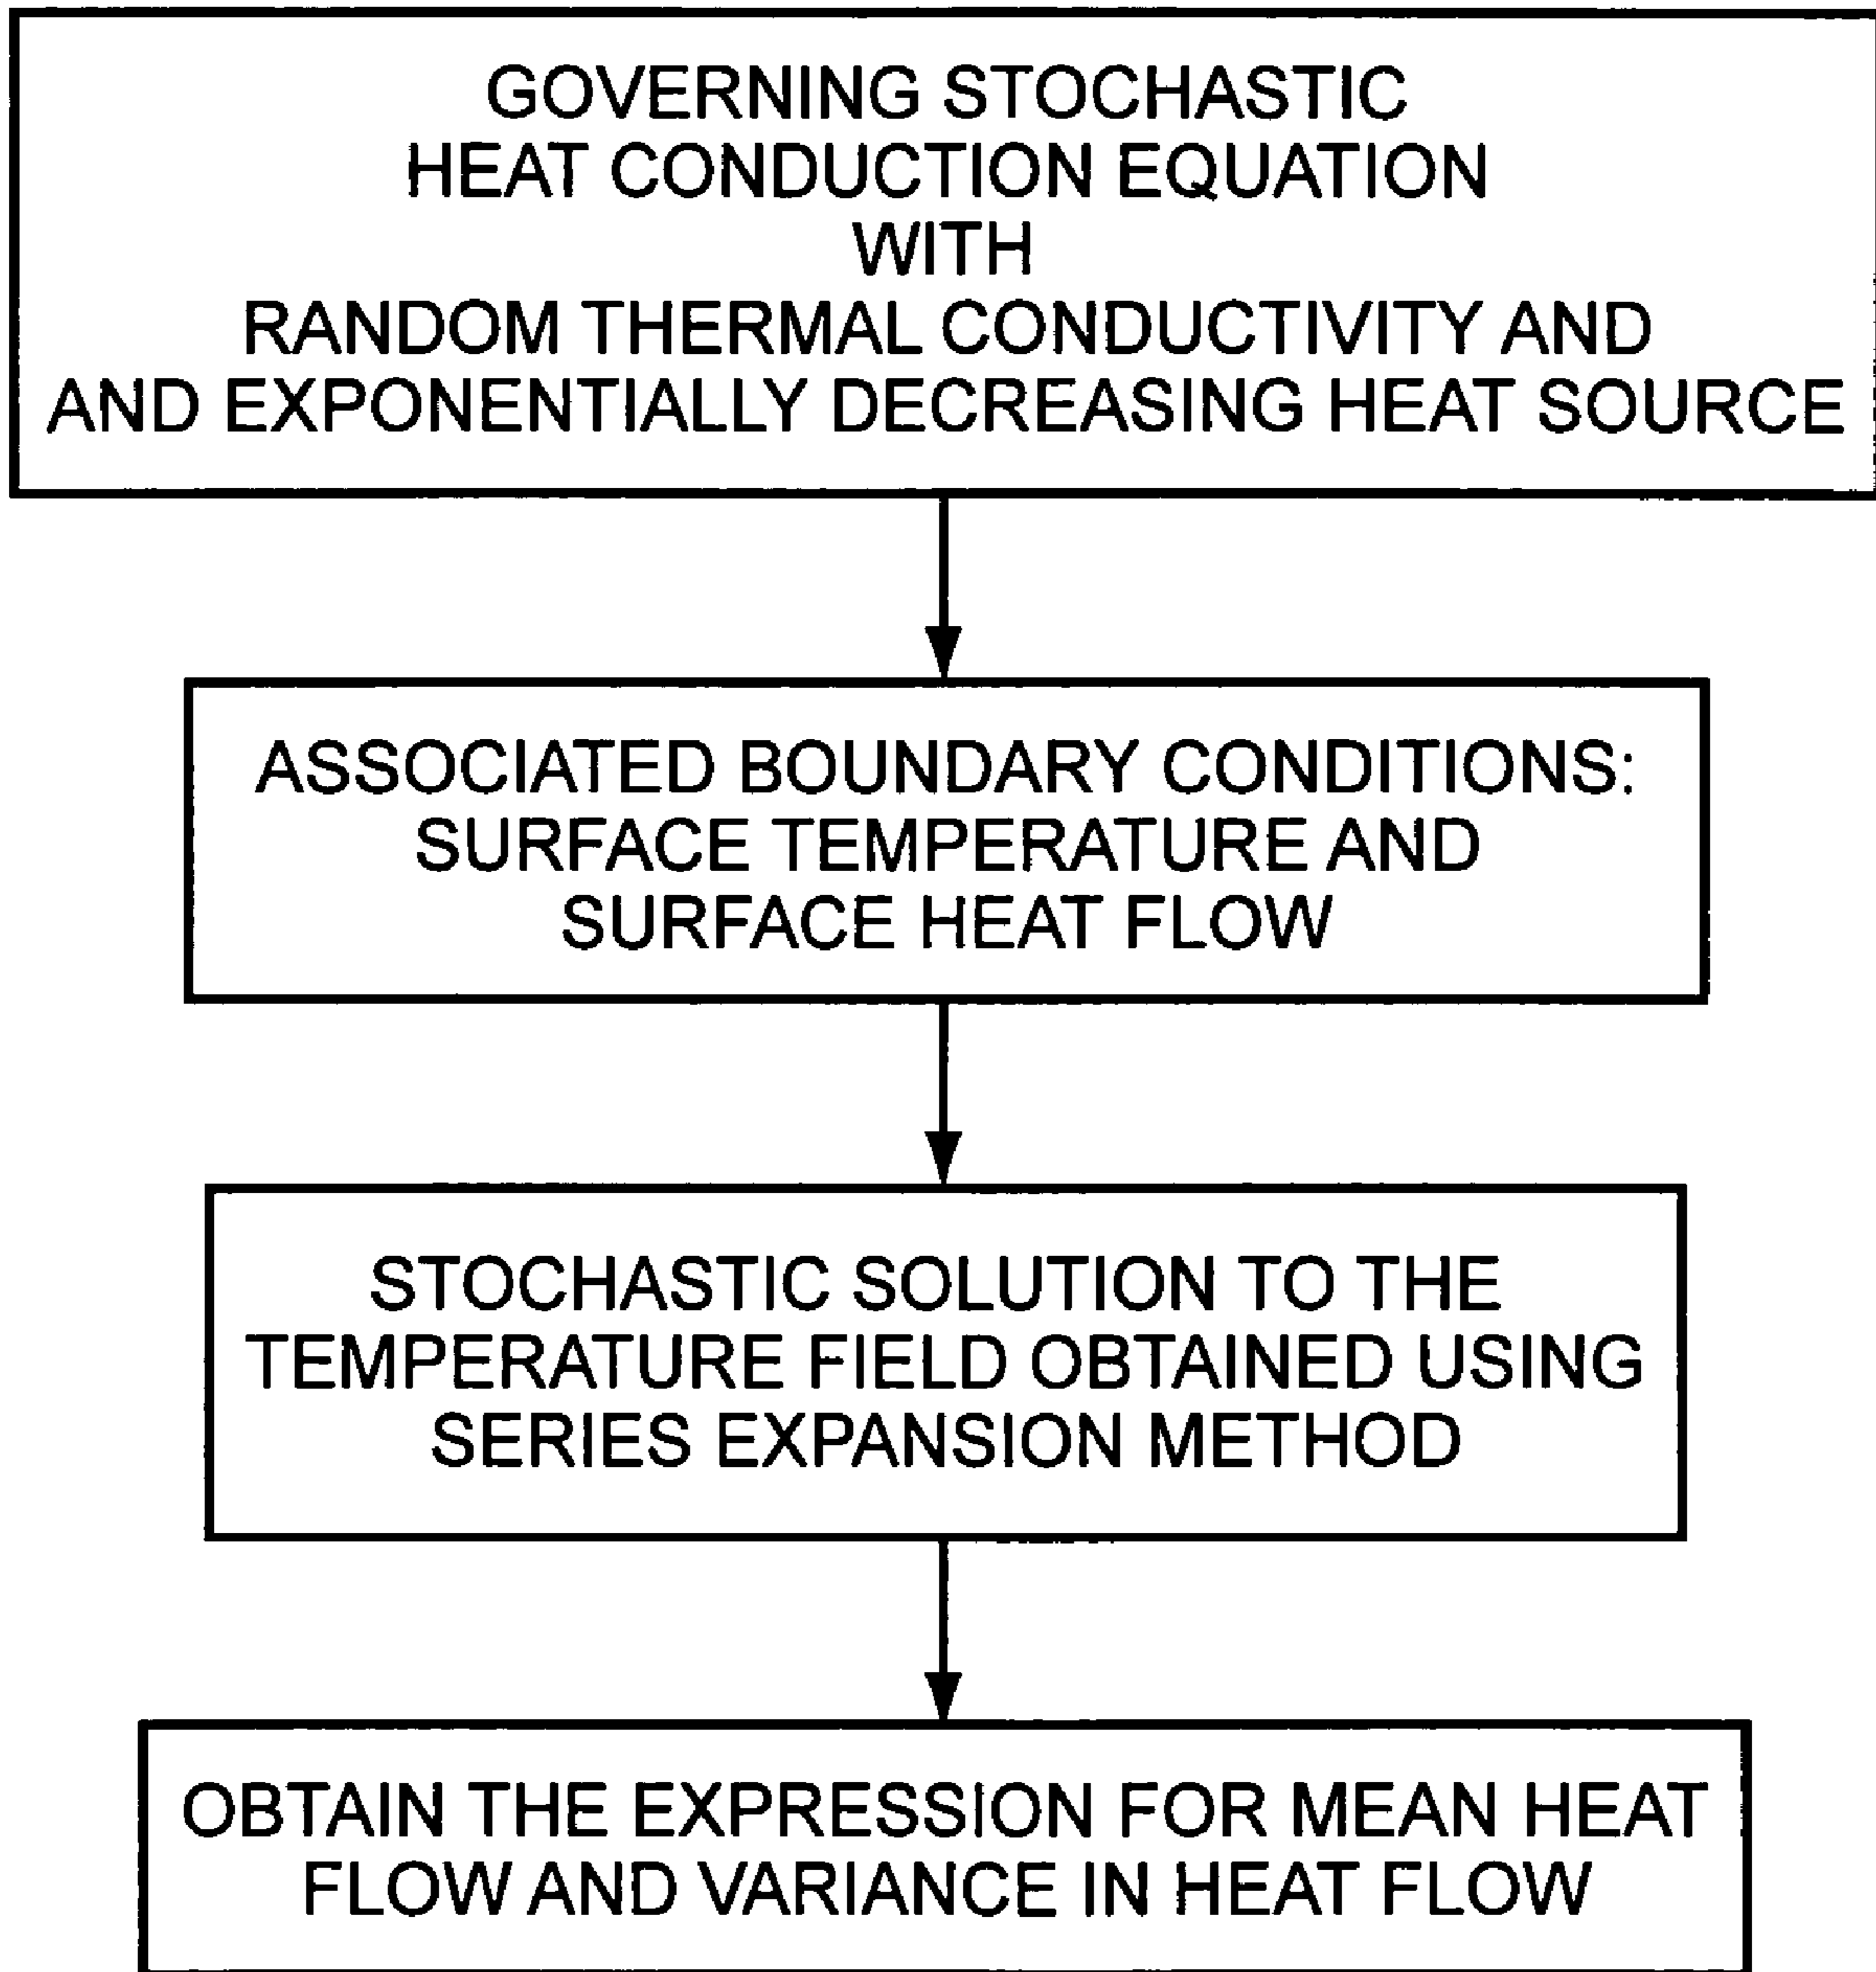 GOVERNING STOCHASTIC
HEAT CONDUCTION EQUATION
WITH
RANDOM THERMAL CONDUCTIVITY AND
AND EXPONENTIALLY DECREASING HEAT SOURCE
ASSOCIATED BOUNDARY CONDITIONS:
SURFACE TEMPERATURE AND
SURFACE HEAT FLOW
STOCHASTIC SOLUTION TO THE
TEMPERATURE FIELD OBTAINED USING
SERIES EXPANSION METHOD
OBTAIN THE EXPRESSION FOR MEAN HEAT
FLOW AND VARIANCE IN HEAT FLOW